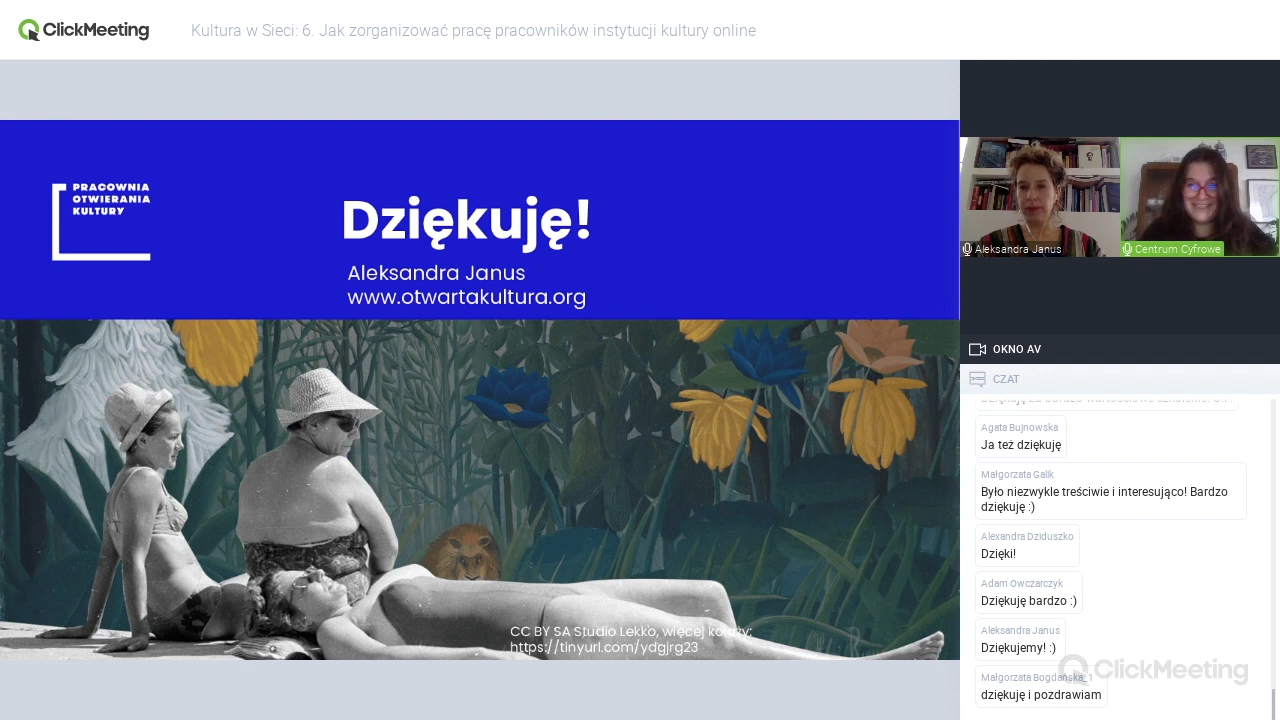 ClickMeeting
Kultura w Sieci: 6. Jak zorganizować pracę pracowników instytucji kultury online
PRACOWNIA
OTWIERANIA
KULTURY
Dziękuję!
Aleksandra Janus
www.otwartakultura.org
CC BY SA Studio Lekko, więcej kolaży:
https://tinyurl.com/ydgjrg23
Aleksandra Janus
Centrum Cyfrowe
OKNO AV
CZAT
Agata Bujnowska
Ja też dziękuję
Małgorzata Galik
Było niezwykle treściwie i interesująco! Bardzo
dziękuję :)
Alexandra Dziduszko
Dzięki!
Adam Owczarczyk
Dziękuję bardzo :)
Aleksandra Janus
Dziękujemy! :)
Małgorzata Bogdańska_1
dziękuję i pozdrawiam
ClickMeeting